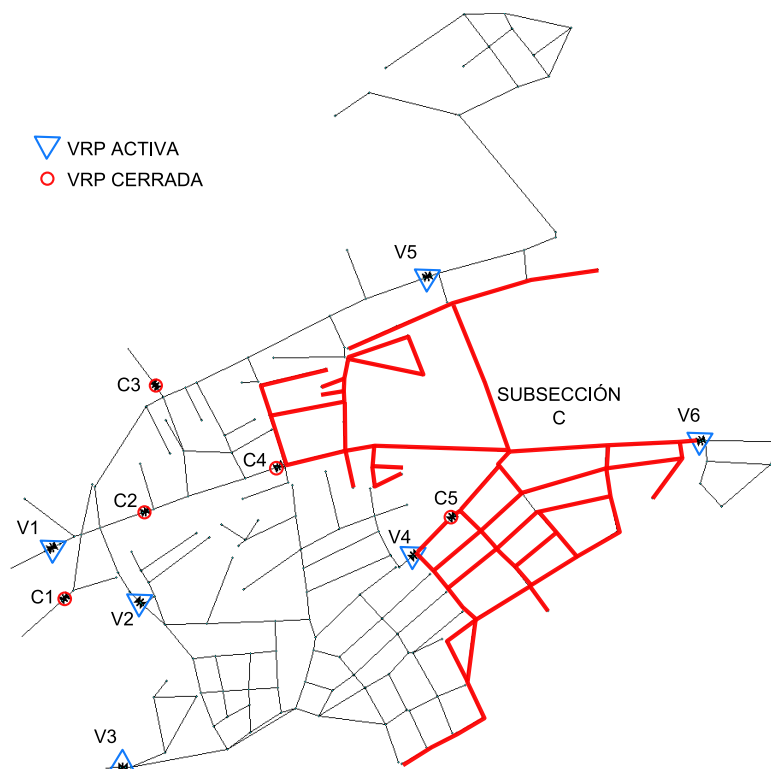 VRP ACTIVA
VRP CERRADA
V5
C3
SUBSECCIÓN
C
V6
C4
C2
C5
V1
V4
C1
V2
V3